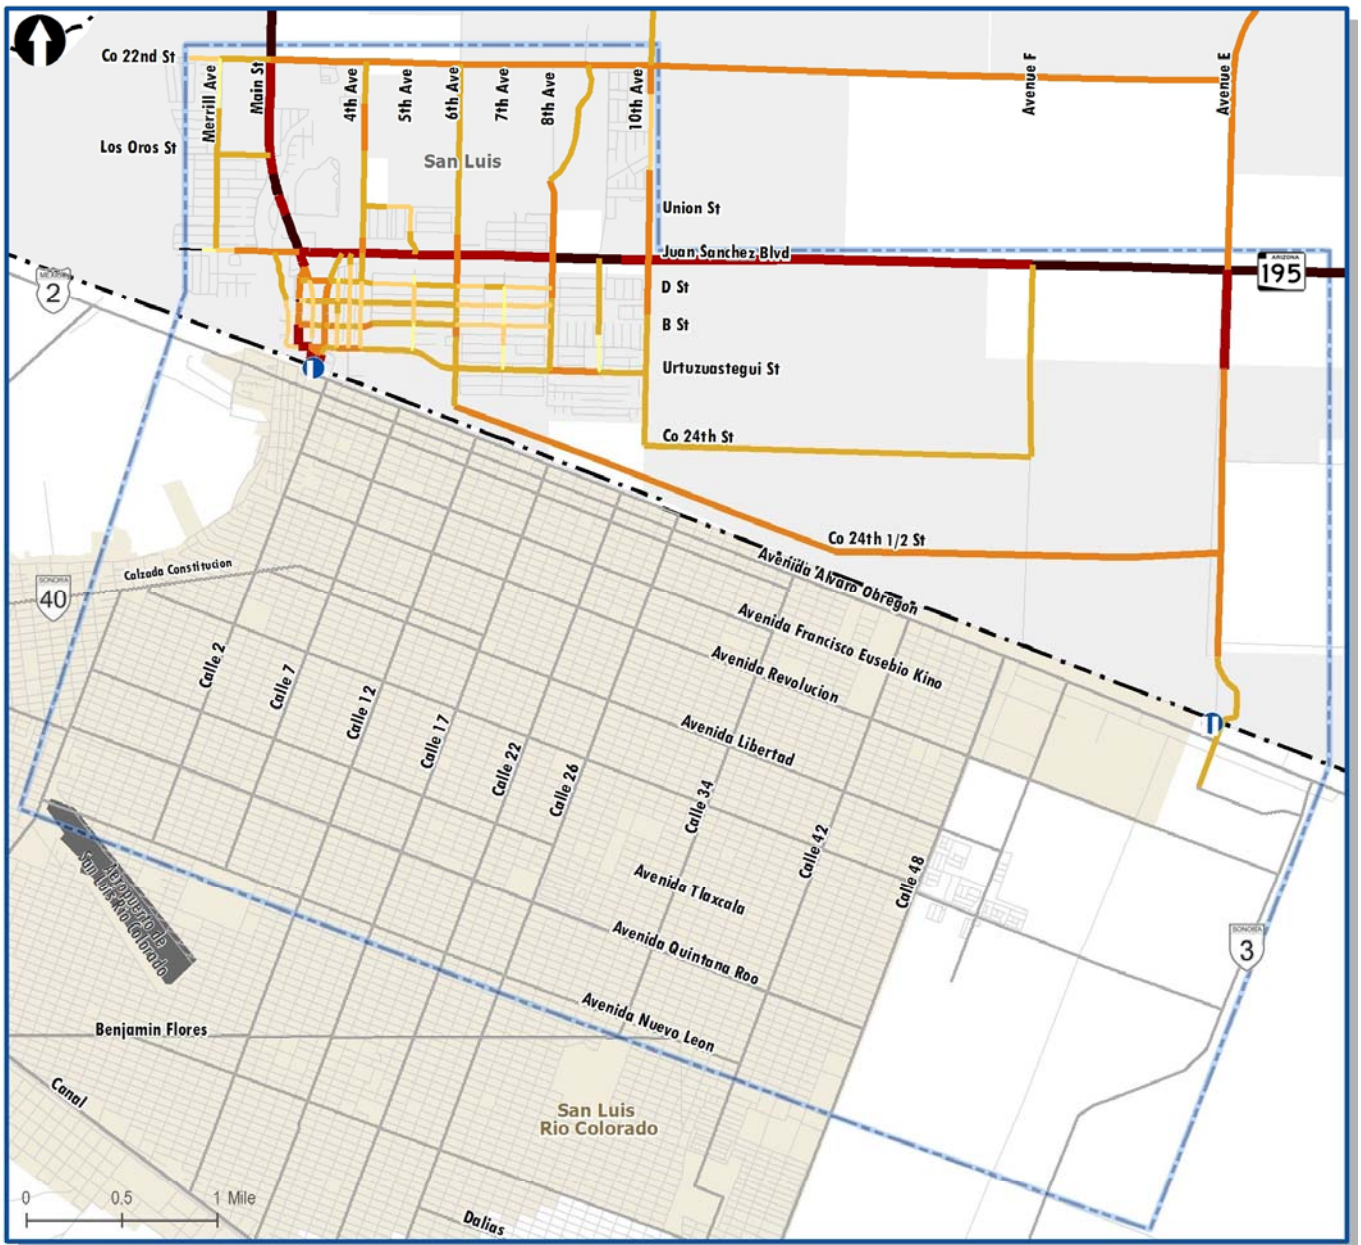 Co 22nd St
Merrill Ave
Main St
4th Ave
5th Ave
6th Ave
7th Ave
8th Ave
10th Ave
Avenue F
Avenue E
Los Oros St
San Luis
Union St
Juan Sanchez Blvd
ARIZONA
195
MEXICO
2
D St
B St
Urtuzuastegui St
Co 24th St
Co 24th 1/2 St
I
II
Avenida Alvaro Obregon
Calzada Constitucion
SONORA
40
Avenida Francisco Eusebio Kino
Avenida Revolucion
Avenida Libertad
Calle 2
Calle 7
Calle 12
Calle 17
Calle 22
Calle 26
Calle 34
Calle 42
Calle 48
Avenida Tlaxcala
Avenida Quintana Roo
Avenida Nuevo Leon
Aeropuerto de
San Luis Rio Colorado
SONORA
3
Benjamin Flores
Canal
San Luis
Rio Colorado
0 0.5 1 Mile
Dalias